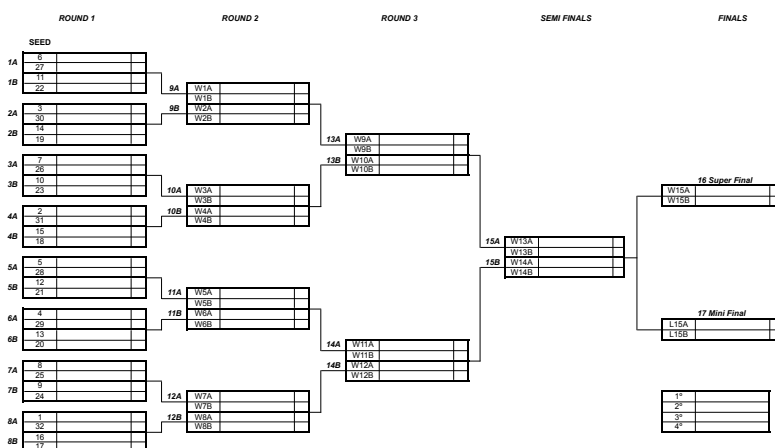 ROUND 1
ROUND 2
ROUND 3
SEMI FINALS
FINALS
SEED
1A
6
27
1B
11
22
2A
3
30
2B
14
19
3A
7
26
3B
10
23
4A
2
31
4B
15
18
5A
5
28
5B
12
21
6A
4
29
6B
13
20
7A
8
25
7B
9
24
8A
1
32
8B
16
17
9A
W1A
W1B
9B
W2A
W2B
10A
W3A
W3B
10B
W4A
W4B
11A
W5A
W5B
11B
W6A
W6B
12A
W7A
W7B
12B
W8A
W8B
13A
W9A
W9B
13B
W10A
W10B
14A
W11A
W11B
14B
W12A
W12B
15A
W13A
W13B
15B
W14A
W14B
16 Super Final
W15A
W15B
17 Mini Final
L15A
L15B
1º
2º
3º
4º